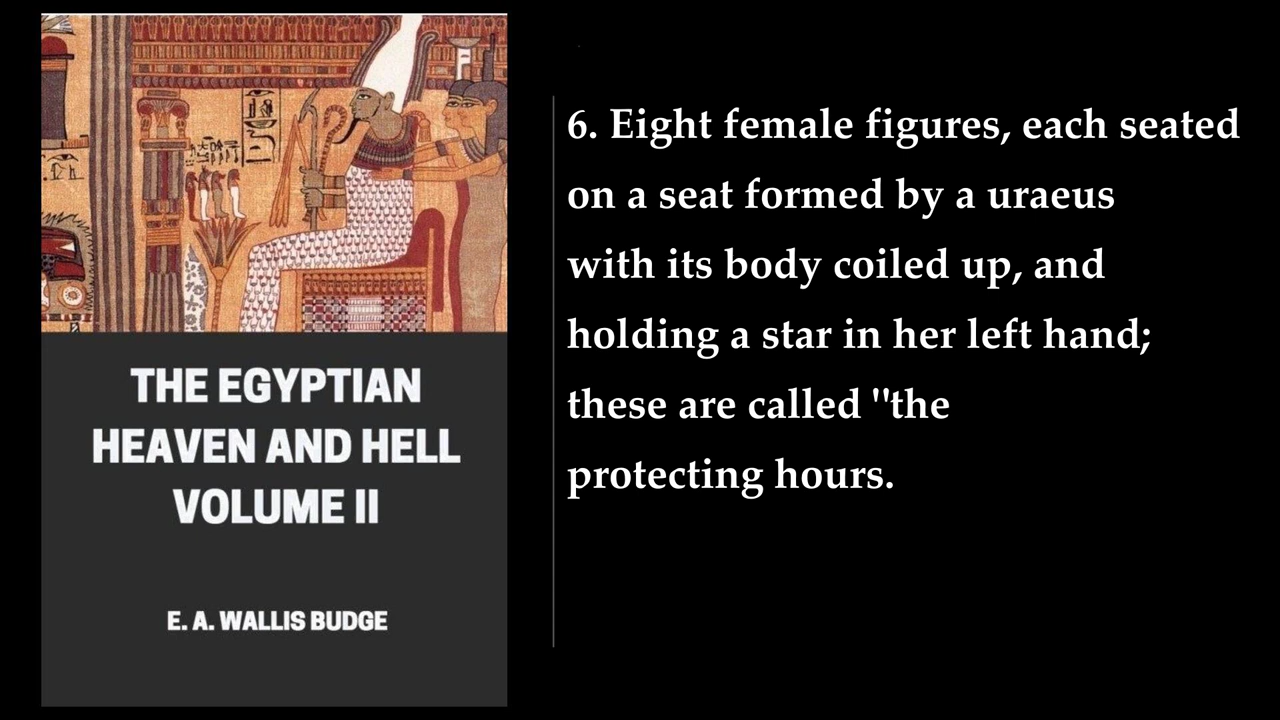 THE EGYPTIAN
HEAVEN AND HELL
VOLUME II
E. A. WALLIS BUDGE
6. Eight female figures, each seated
on a seat formed by a uraeus
with its body coiled up, and
holding a star in her left hand;
these are called "the
protecting hours.